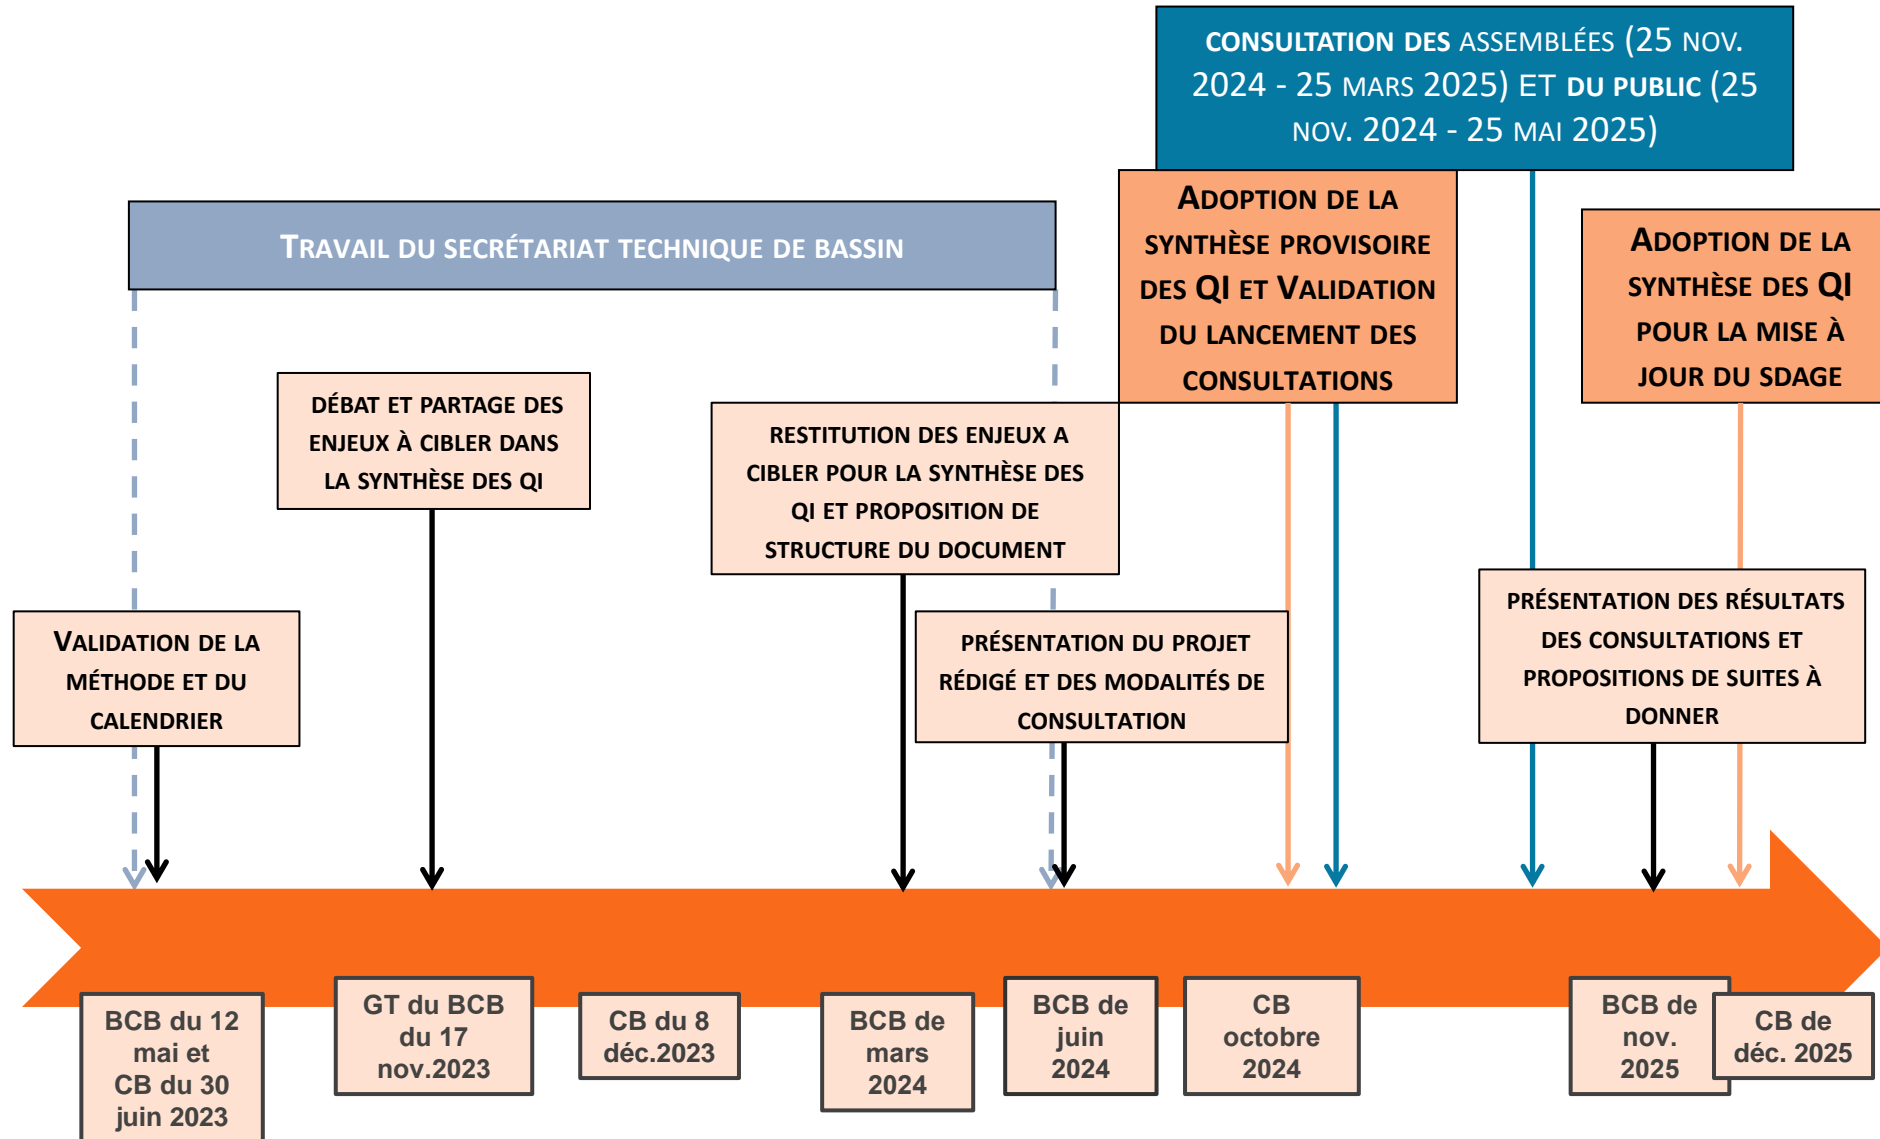 CONSULTATION DES ASSEMBLÉES (25 NOV.
2024 - 25 MARS 2025) ET DU PUBLIC (25
NOV. 2024 - 25 MAI 2025)
TRAVAIL DU SECRÉTARIAT TECHNIQUE DE BASSIN
ADOPTION DE LA
SYNTHÈSE PROVISOIRE
DES QI ET VALIDATION
DU LANCEMENT DES
CONSULTATIONS
ADOPTION DE LA
SYNTHÈSE DES QI
POUR LA MISE À
JOUR DU SDAGE
DÉBAT ET PARTAGE DES
ENJEUX À CIBLER DANS
LA SYNTHÈSE DES QI
RESTITUTION DES ENJEUX A
CIBLER POUR LA SYNTHÈSE DES
QI ET PROPOSITION DE
STRUCTURE DU DOCUMENT
VALIDATION DE LA
MÉTHODE ET DU
CALENDRIER
PRÉSENTATION DU PROJET
RÉDIGÉ ET DES MODALITÉS DE
CONSULTATION
PRÉSENTATION DES RÉSULTATS
DES CONSULTATIONS ET
PROPOSITIONS DE SUITES À
DONNER
BCB du 12
mai et
CB du 30
juin 2023
GT du BCB
du 17
nov.2023
CB du 8
déc.2023
BCB de
mars
2024
BCB de
juin
2024
CB
octobre
2024
BCB de
nov.
2025
CB de
déc. 2025